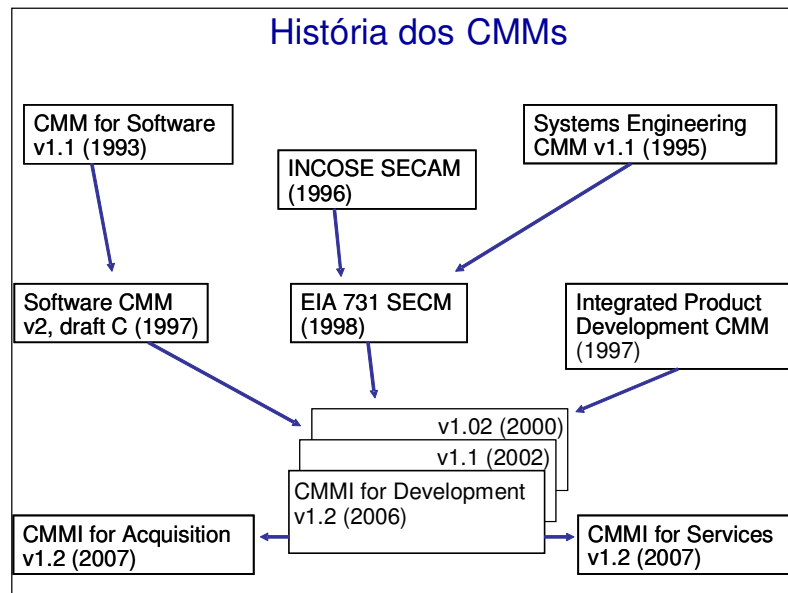 História dos CMMs
CMM for Software
v1.1 (1993)
Systems Engineering
CMM v1.1 (1995)
INCOSE SECAM
(1996)
Software CMM
v2, draft C (1997)
EIA 731 SECM
(1998)
Integrated Product
Development CMM
(1997)
v1.02 (2000)
v1.1 (2002)
CMMI for Development
v1.2 (2006)
CMMI for Acquisition
v1.2 (2007)
CMMI for Services
v1.2 (2007)